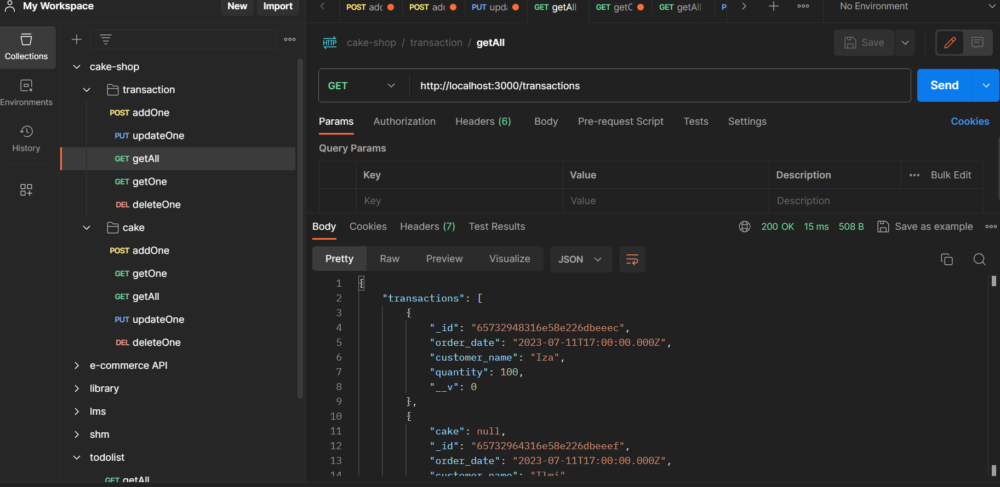 My Workspace
New
Import
POST adc
POST adc
PUT upda
GET getAll
GET getC
GET getAll
P
No Environment
Collections
Environments
History
cake-shop
transaction
POST addOne
PUT updateOne
GET getAll
GET getOne
DEL deleteOne
cake
POST addOne
GET getOne
GET getAll
PUT updateOne
DEL deleteOne
e-commerce API
library
lms
shm
todolist
GET getAll
HTTP cake-shop / transaction / getAll
Save
GET
http://localhost:3000/transactions
Send
Params Authorization Headers (6) Body Pre-request Script Tests Settings
Cookies
Query Params
Key Value Description Bulk Edit
Key Value Description
Body Cookies Headers (7) Test Results
200 OK 15 ms 508 B Save as example
Pretty Raw Preview Visualize
JSON
1 {
2 "transactions": [
3 {
4 "_id": "65732948316e58e226dbeeec",
5 "order_date": "2023-07-11T17:00:00.000Z",
6 "customer_name": "Iza",
7 "quantity": 100,
8 "__v": 0
9 },
10 {
11 "cake": null,
12 "_id": "65732964316e58e226dbeeef",
13 "order_date": "2023-07-11T17:00:00.000Z",
14 "customer_name": "Ilmi"